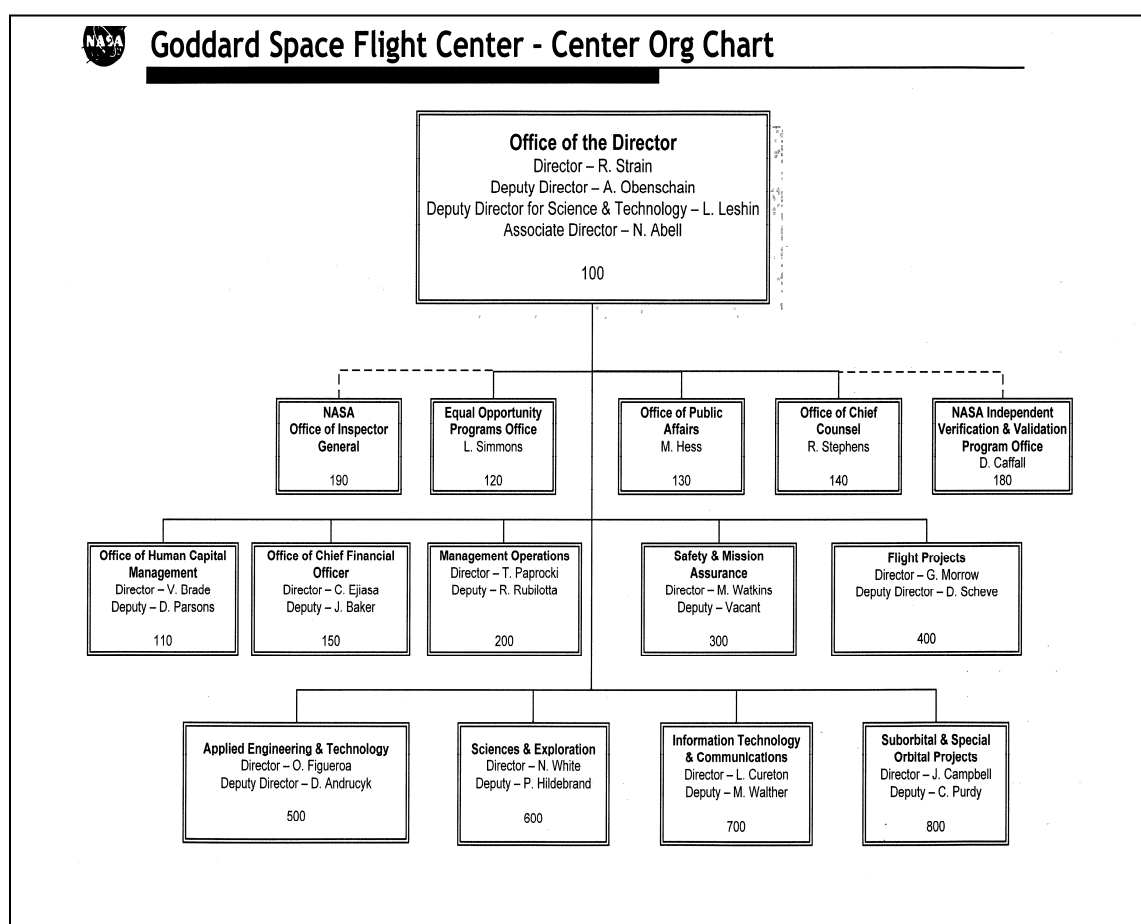 NASA
Goddard Space Flight Center - Center Org Chart
Office of the Director
Director – R. Strain
Deputy Director – A. Obenschain
Deputy Director for Science & Technology – L. Leshin
Associate Director – N. Abell
100
NASA
Office of Inspector
General
190
Equal Opportunity
Programs Office
L. Simmons
120
Office of Public
Affairs
M. Hess
130
Office of Chief
Counsel
R. Stephens
140
NASA Independent
Verification & Validation
Program Office
D. Caffall
180
Office of Human Capital
Management
Director – V. Brade
Deputy – D. Parsons
110
Office of Chief Financial
Officer
Director – C. Ejiasa
Deputy – J. Baker
150
Management Operations
Director – T. Paprocki
Deputy – R. Rubilotta
200
Safety & Mission
Assurance
Director – M. Watkins
Deputy – Vacant
300
Flight Projects
Director – G. Morrow
Deputy Director – D. Scheve
400
Applied Engineering & Technology
Director – O. Figueroa
Deputy Director – D. Andrucyk
500
Sciences & Exploration
Director – N. White
Deputy – P. Hildebrand
600
Information Technology
& Communications
Director – L. Cureton
Deputy – M. Walther
700
Suborbital & Special
Orbital Projects
Director – J. Campbell
Deputy – C. Purdy
800